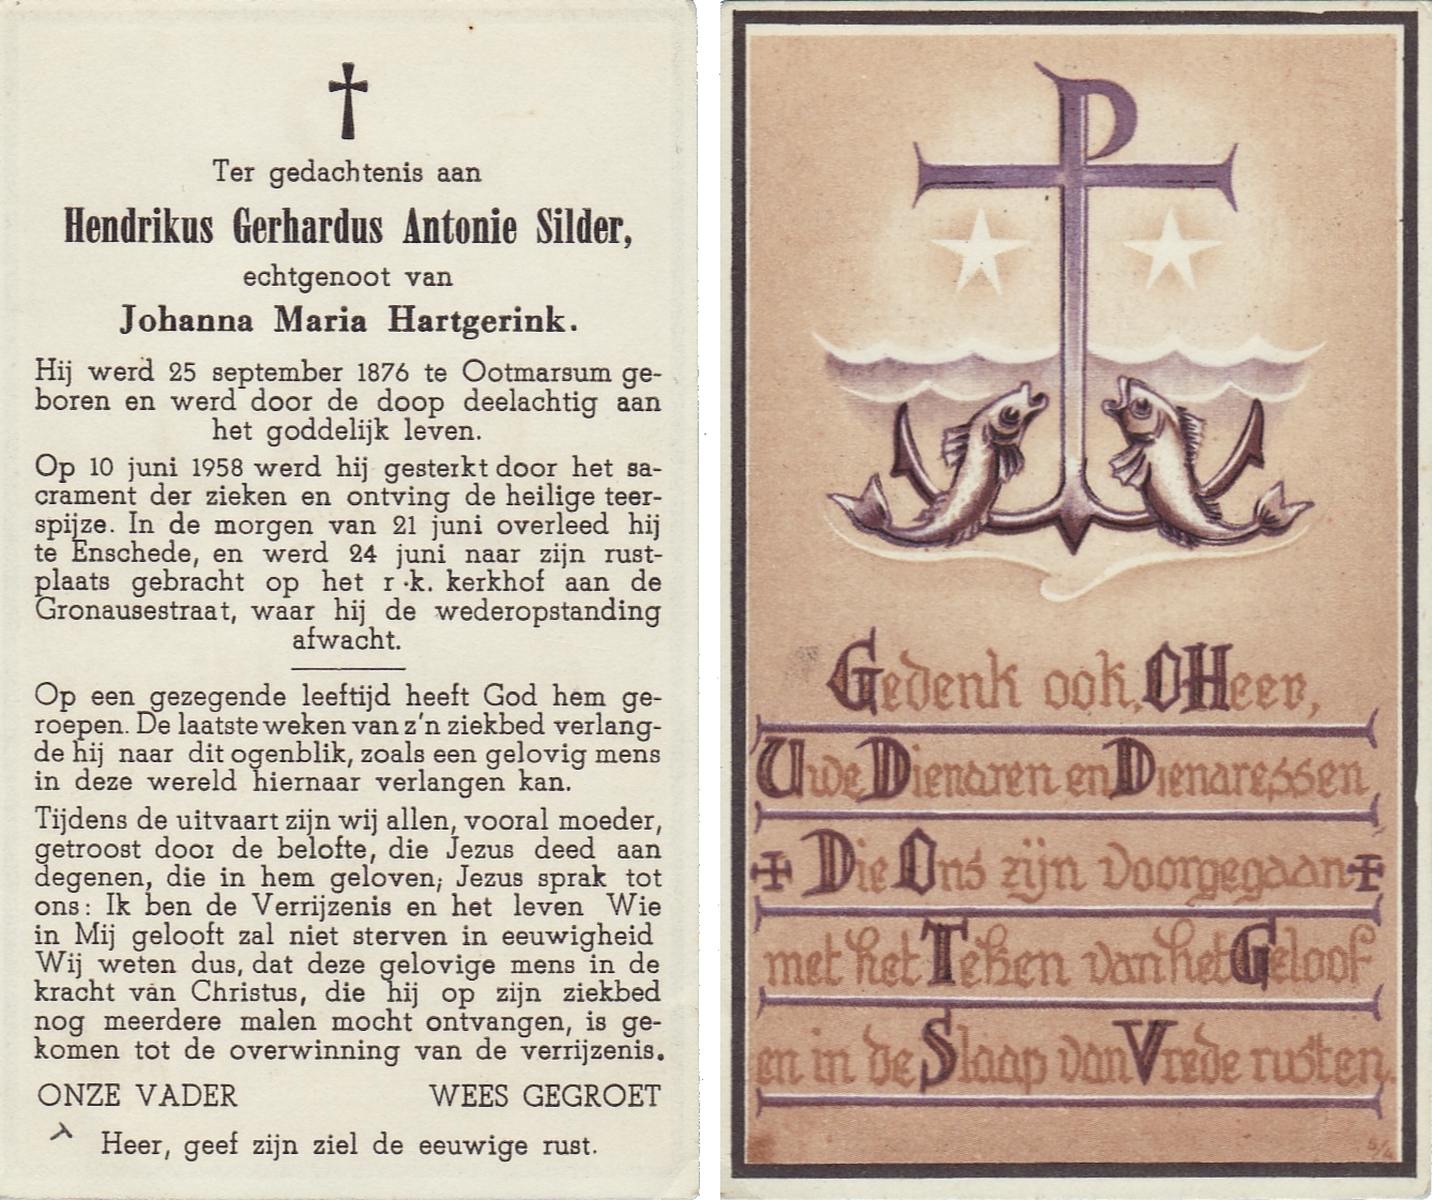 Ter gedachtenis aan
Hendrikus Gerhardus Antonie Silder,
echtgenoot van
Johanna Maria Hartgerink.
Hij werd 25 september 1876 te Ootmarsum ge-
boren en werd door de doop deelachtig aan
het goddelijk leven.
Op 10 juni 1958 werd hij gesterkt door het sa-
crament der zieken en ontving de heilige teer-
spijze. In de morgen van 21 juni overleed hij
te Enschede, en werd 24 juni naar zijn rust-
plaats gebracht op het r.k. kerkhof aan de
Gronausestraat, waar hij de wederopstanding
afwacht.
Op een gezegende leeftijd heeft God hem ge-
roepen. De laatste weken van z'n ziekbed verlang-
de hij naar dit ogenblik, zoals een gelovig mens
in deze wereld hiernaar verlangen kan.
Tijdens de uitvaart zijn wij allen, vooral moeder,
getroost door de belofte, die Jezus deed aan
degenen, die in hem geloven; Jezus sprak tot
ons: Ik ben de Verrijzenis en het leven Wie
in Mij gelooft zal niet sterven in eeuwigheid
Wij weten dus, dat deze gelovige mens in de
kracht van Christus, die hij op zijn ziekbed
nog meerdere malen mocht ontvangen, is ge-
komen tot de overwinning van de verrijzenis.
ONZE VADER WEES GEGROET
Heer, geef zijn ziel de eeuwige rust.
Gedenk ook, O Heer,
Uwe Dienaren en Dienaressen
Die Ons zijn voorgegaan
met het Teken van het Geloof
en in de Slaap van Vrede rusten.